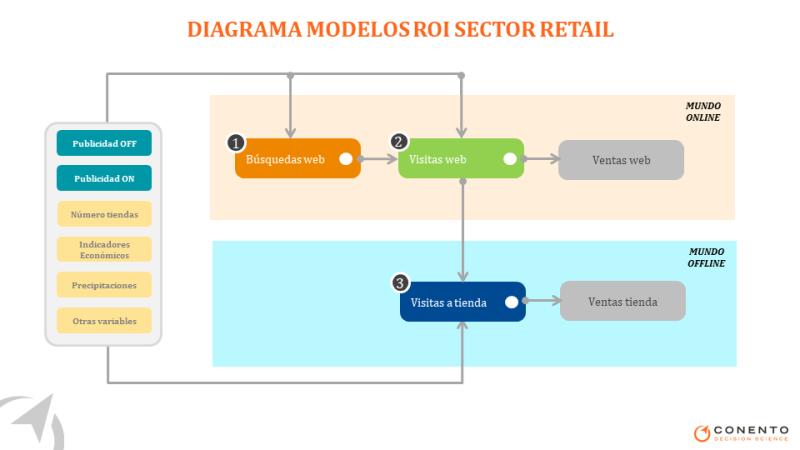 DIAGRAMA MODELOS ROI SECTOR RETAIL
MUNDO
ONLINE
Publicidad OFF
Publicidad ON
Número tiendas
Indicadores
Económicos
Precipitaciones
Otras variables
1
Búsquedas web
2
Visitas web
Ventas web
MUNDO
OFFLINE
3
Visitas a tienda
Ventas tienda
CONENTO
DECISION SCIENCE